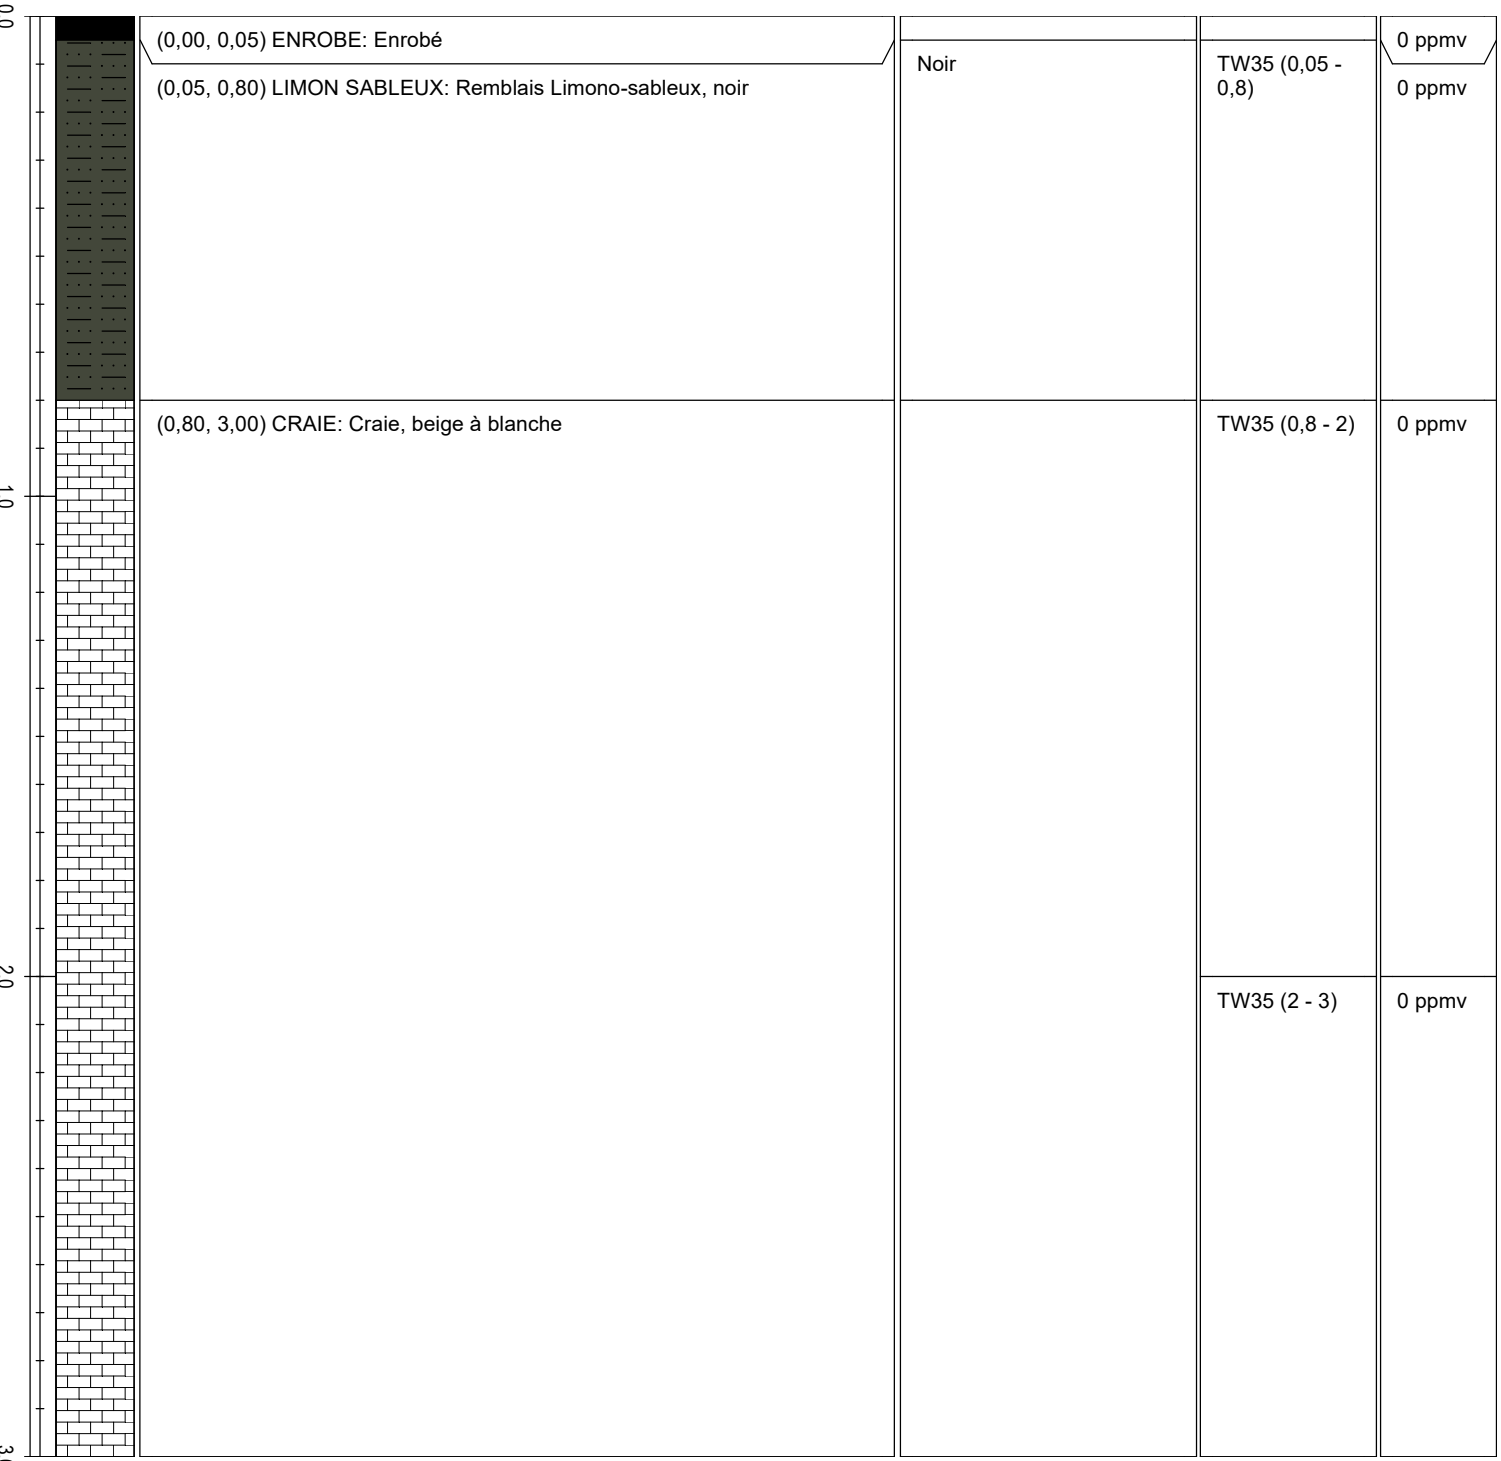 0.0
(0,00, 0,05) ENROBE: Enrobé
0 ppmv
(0,05, 0,80) LIMON SABLEUX: Remblais Limono-sableux, noir
Noir
TW35 (0,05 -
0,8)
0 ppmv
(0,80, 3,00) CRAIE: Craie, beige à blanche
TW35 (0,8 - 2)
0 ppmv
1.0
2.0
TW35 (2 - 3)
0 ppmv